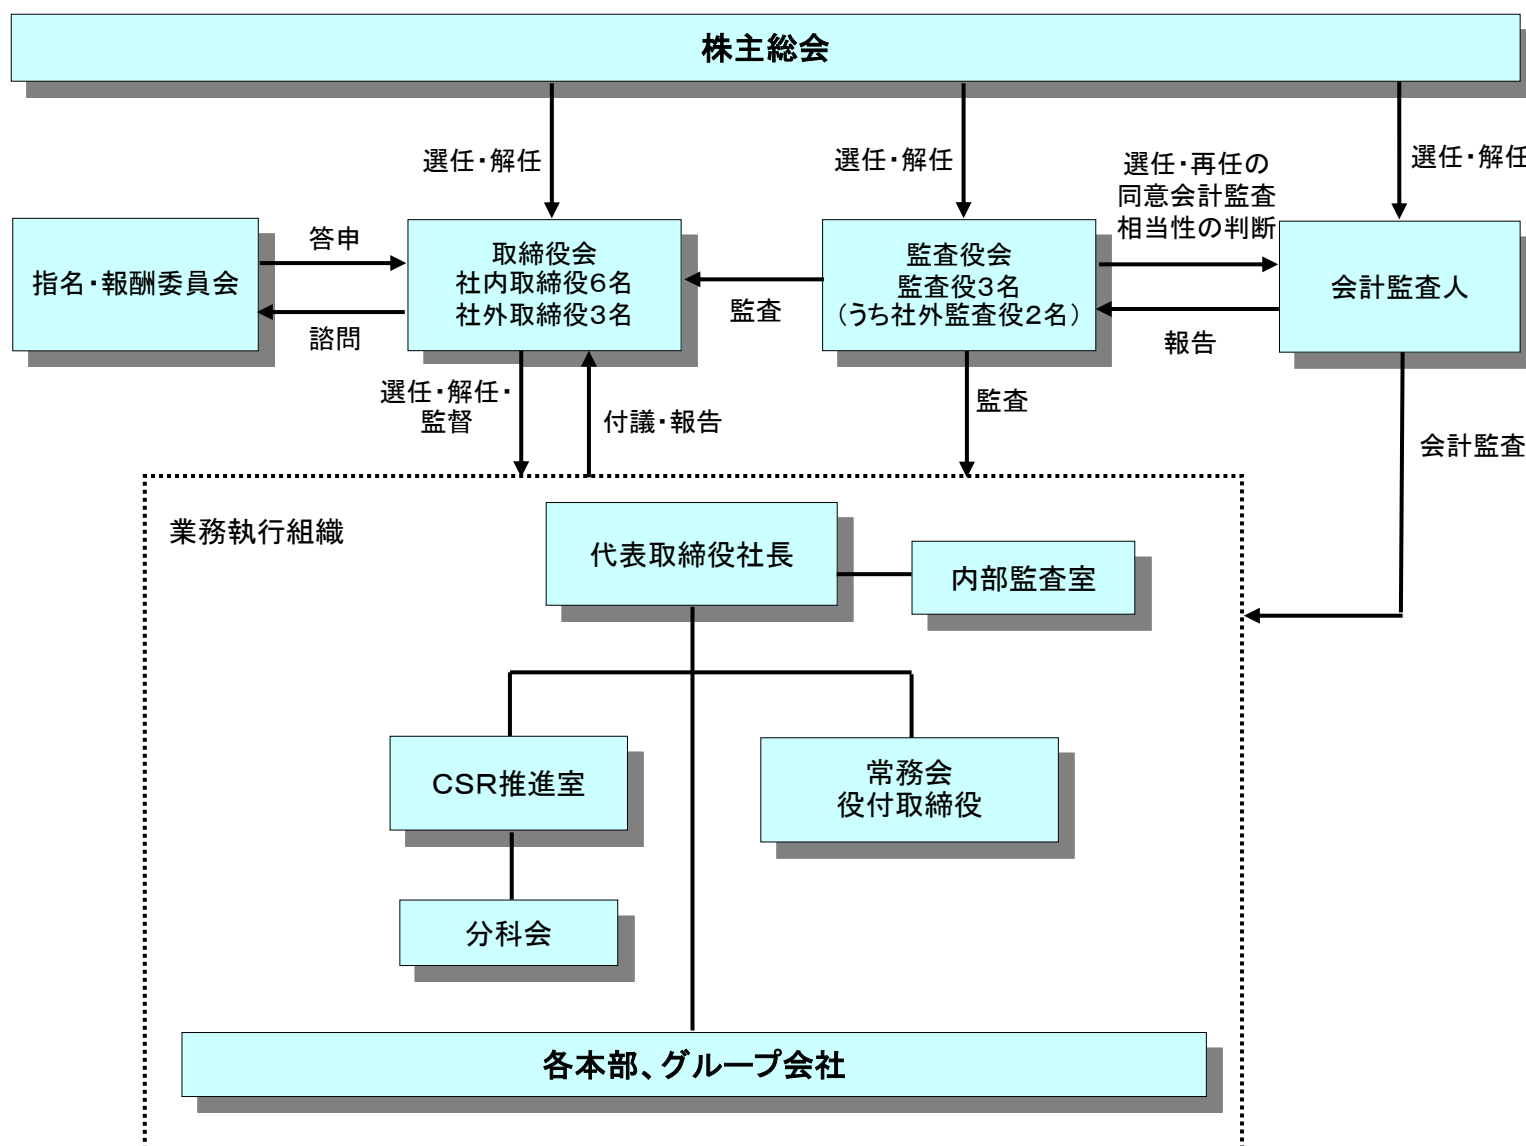 株主総会
選任・解任
選任・解任
選任・再任の
同意会計監査
相当性の判断
選任・解任
指名・報酬委員会
答申
諮問
取締役会
社内取締役6名
社外取締役3名
監査
監査役会
監査役3名
(うち社外監査役2名)
報告
会計監査人
選任・解任・
監督
付議・報告
監査
会計監査
業務執行組織
代表取締役社長
内部監査室
CSR推進室
常務会
役付取締役
分科会
各本部、グループ会社